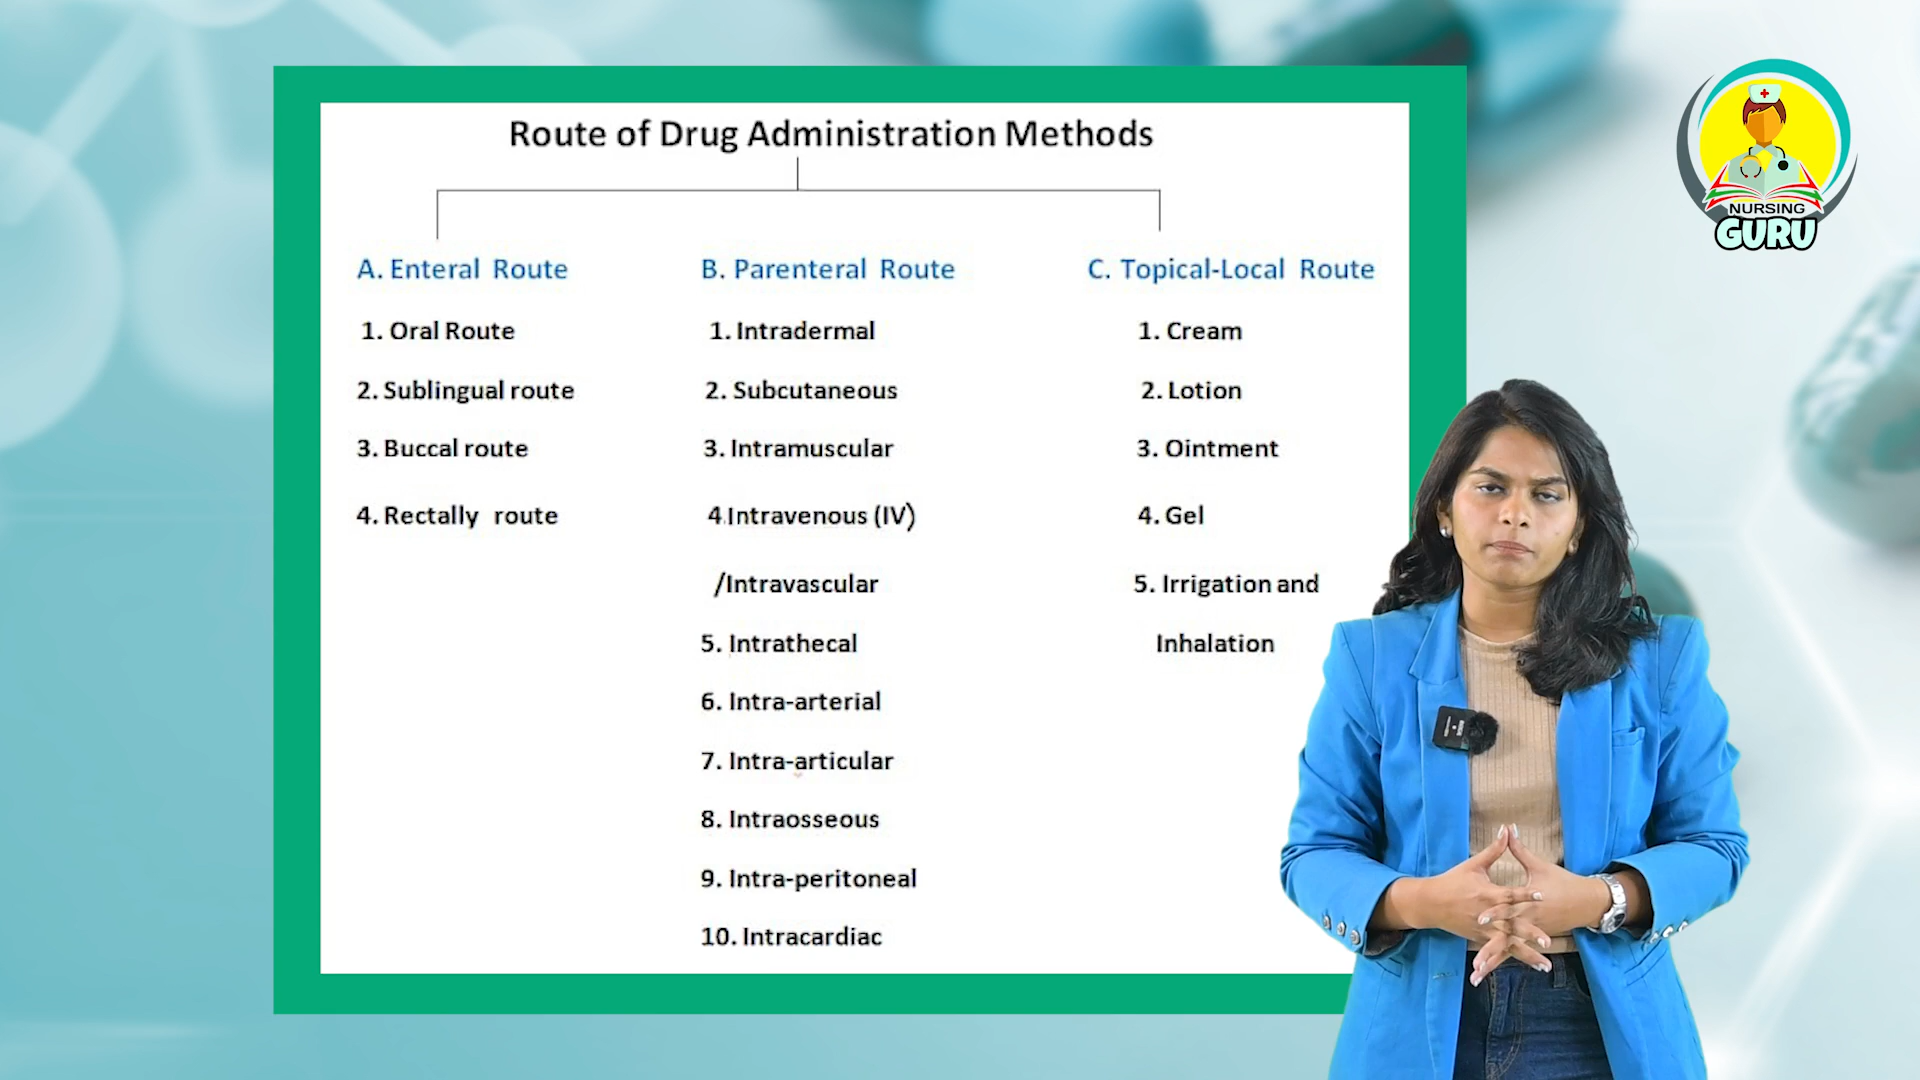 Route of Drug Administration Methods
A. Enteral Route
1. Oral Route
2. Sublingual route
3. Buccal route
4. Rectally route
B. Parenteral Route
1. Intradermal
2. Subcutaneous
3. Intramuscular
4.Intravenous (IV)
/Intravascular
5. Intrathecal
6. Intra-arterial
7. Intra-articular
8. Intraosseous
9. Intra-peritoneal
10. Intracardiac
C. Topical-Local Route
1. Cream
2. Lotion
3. Ointment
4. Gel
5. Irrigation and
Inhalation
NURSING
GURU